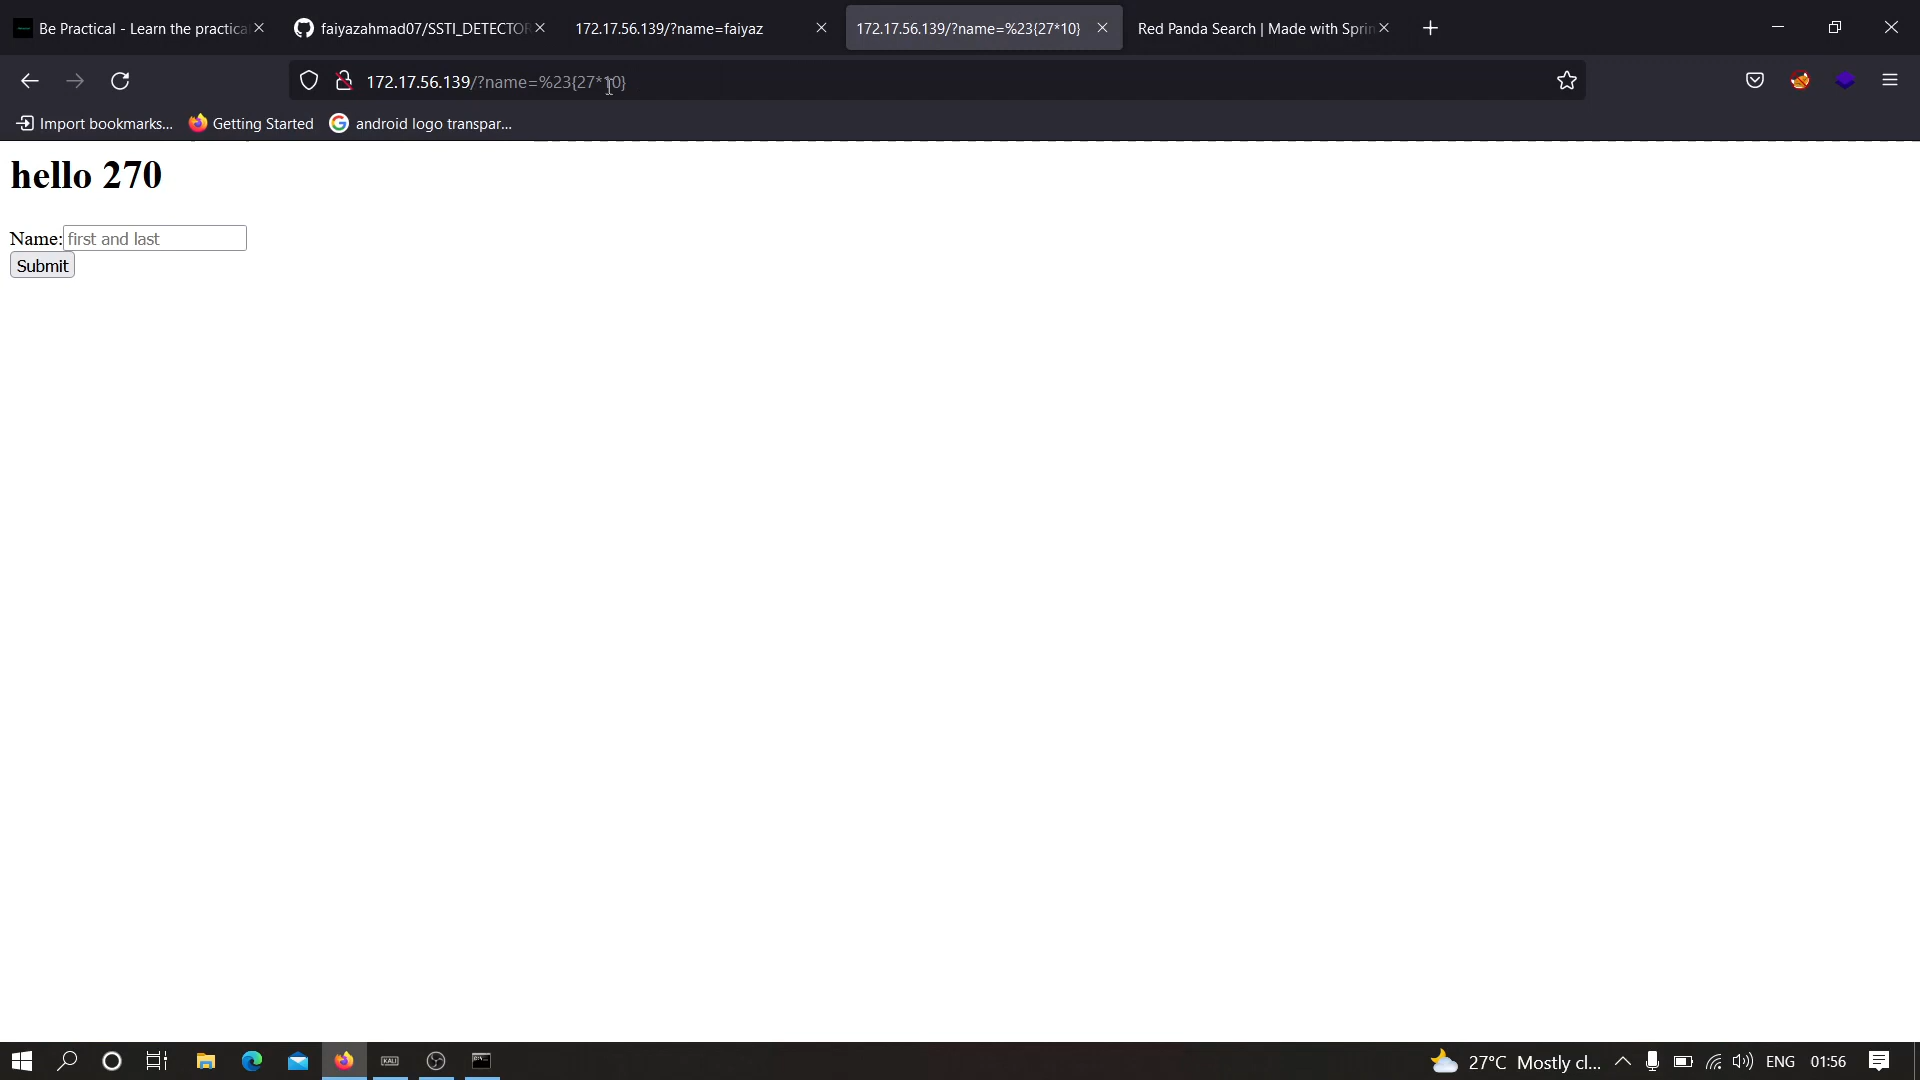 Be Practical - Learn the practica
faiyazahmad07/SSTI_DETECTOR
172.17.56.139/?name=faiyaz
172.17.56.139/?name=%23{27*10}
Red Panda Search | Made with Sprin
172.17.56.139/?name=%23{27*10}
Import bookmarks...
Getting Started
android logo transpar...
hello 270
Name: first and last
Submit
KALI
27°C Mostly cl...
ENG
01:56